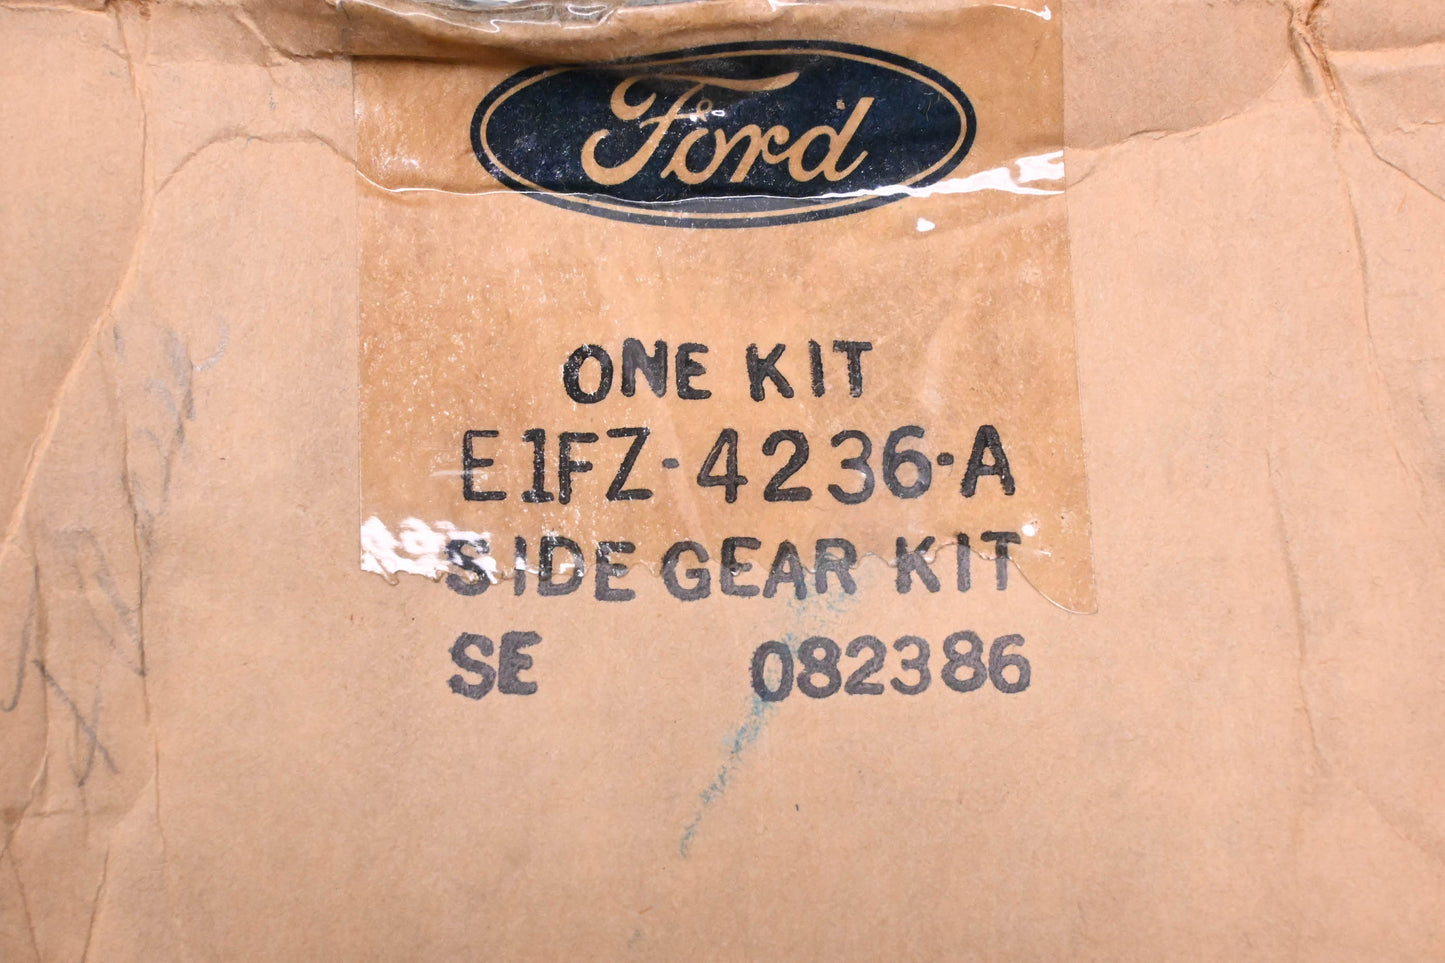 Ford
ONE KIT
E1FZ-4236-A
SIDE GEAR KIT
SE 082386